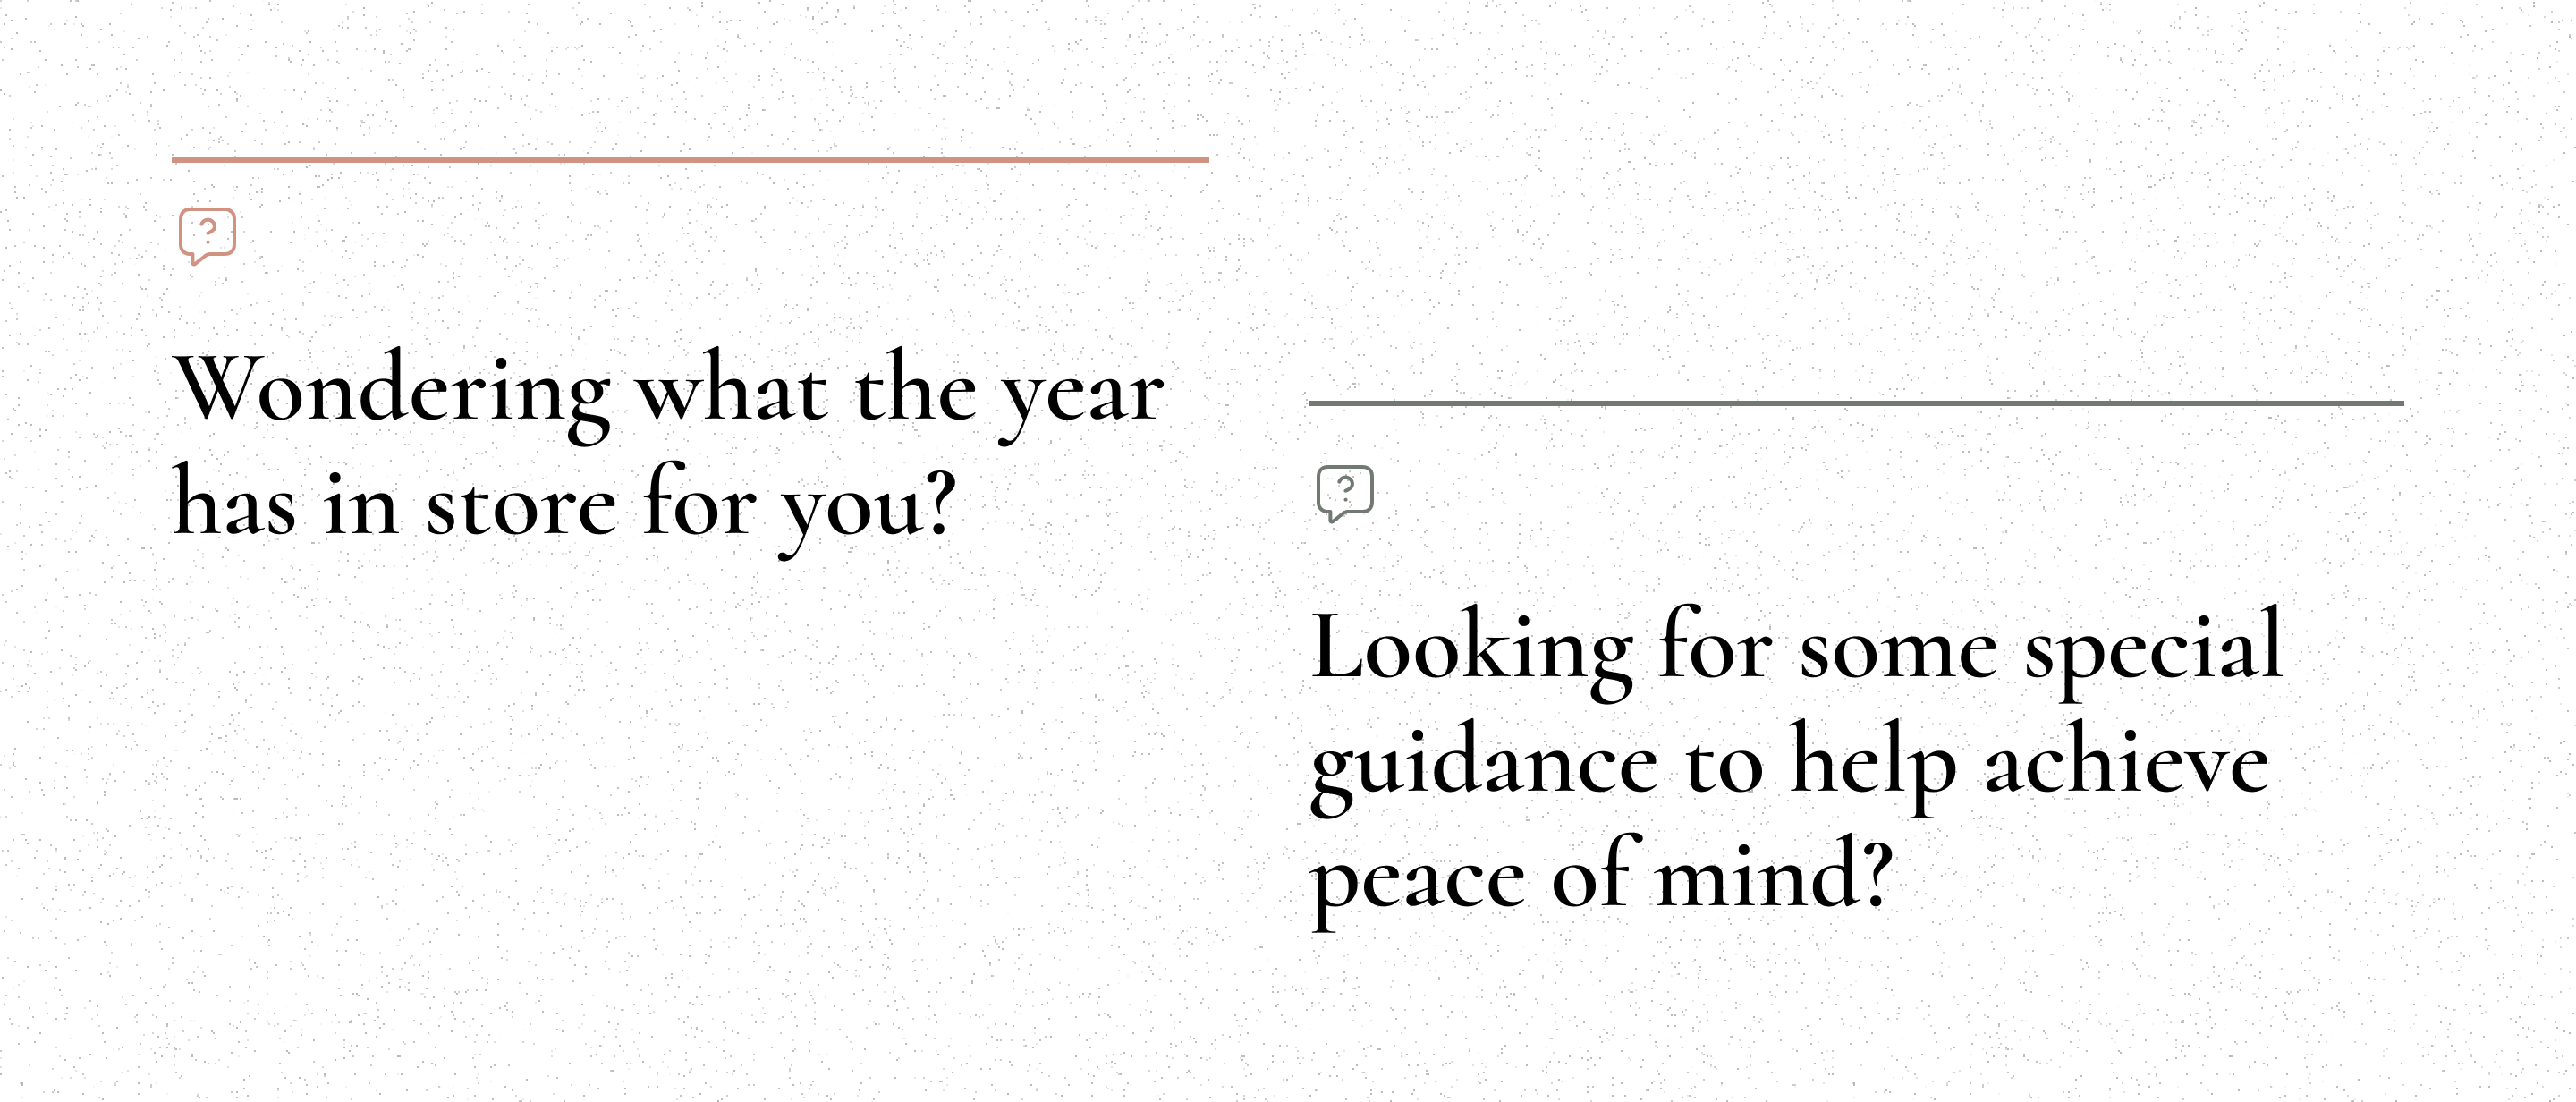 Wondering what the year
has in store for you?
Looking for some special
guidance to help achieve
peace of mind?